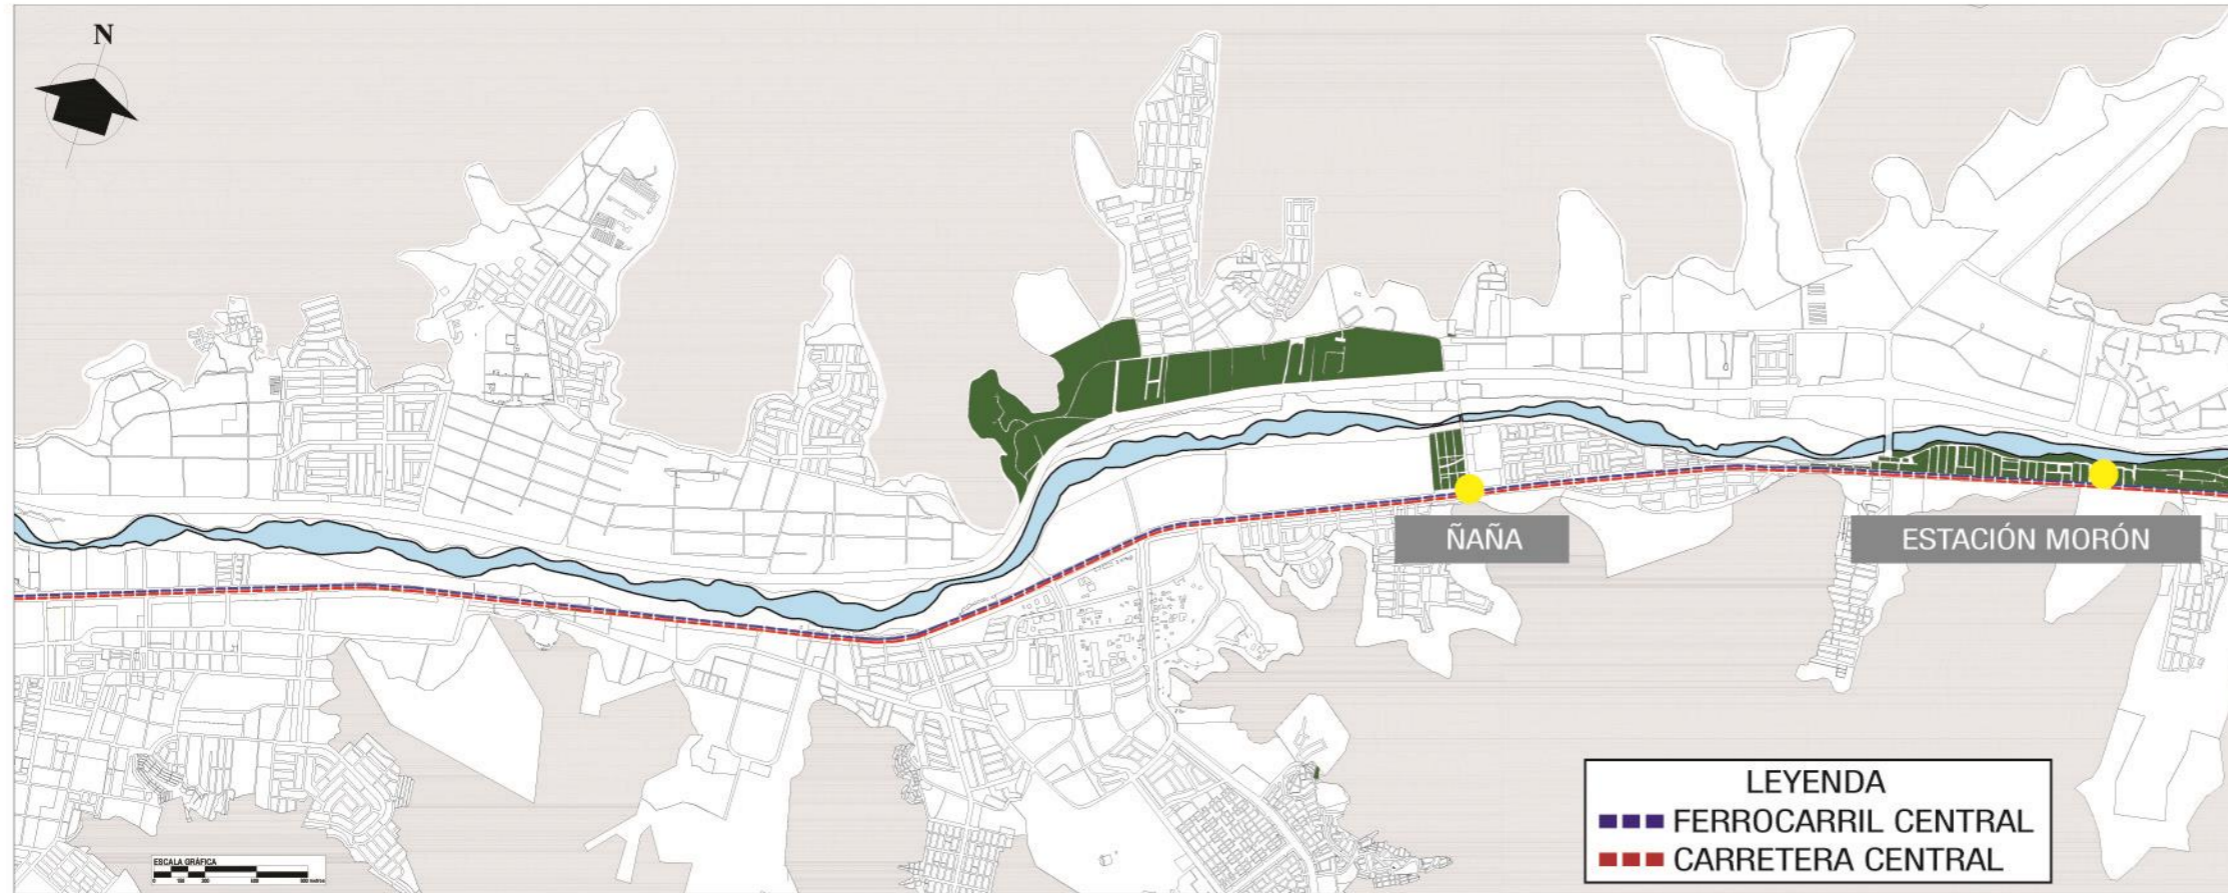 N
ÑAÑA
ESTACIÓN MORÓN
LEYENDA
FERROCARRIL CENTRAL
CARRETERA CENTRAL
ESCALA GRÁFICA